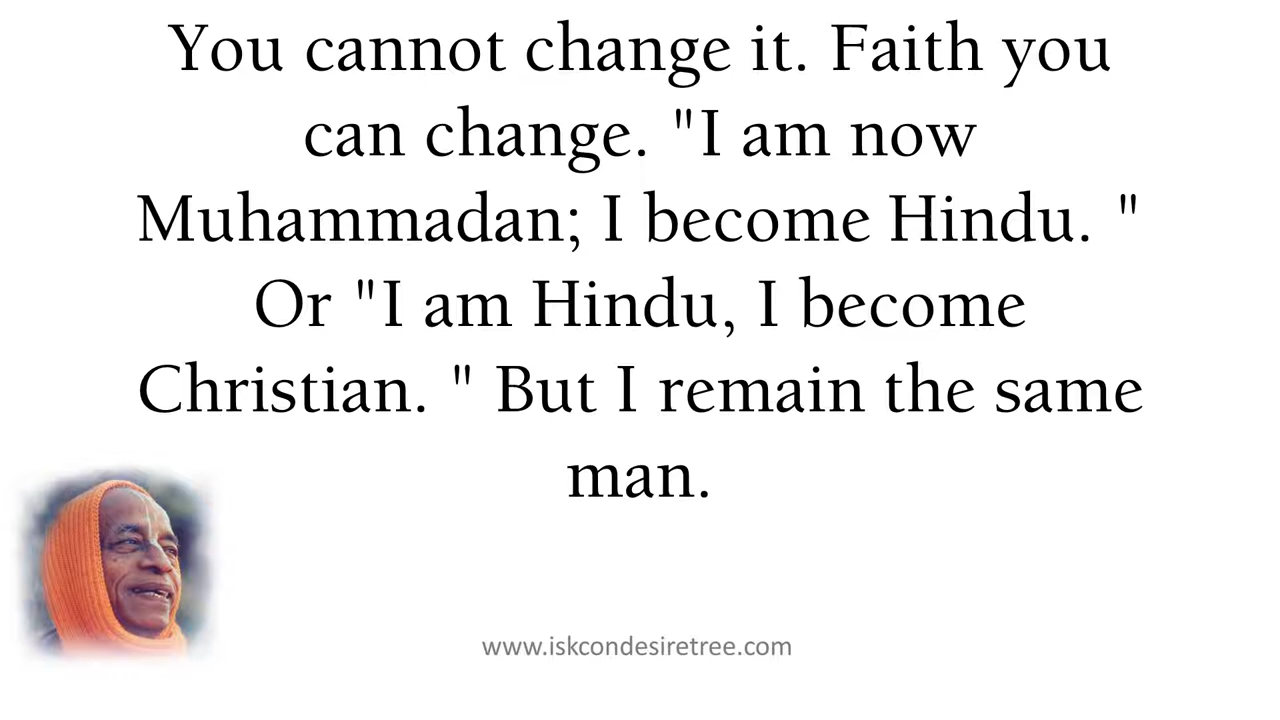 You cannot change it. Faith you
can change. "I am now
Muhammadan; I become Hindu. "
Or "I am Hindu, I become
Christian. " But I remain the same
man.
www.iskcondesiretree.com